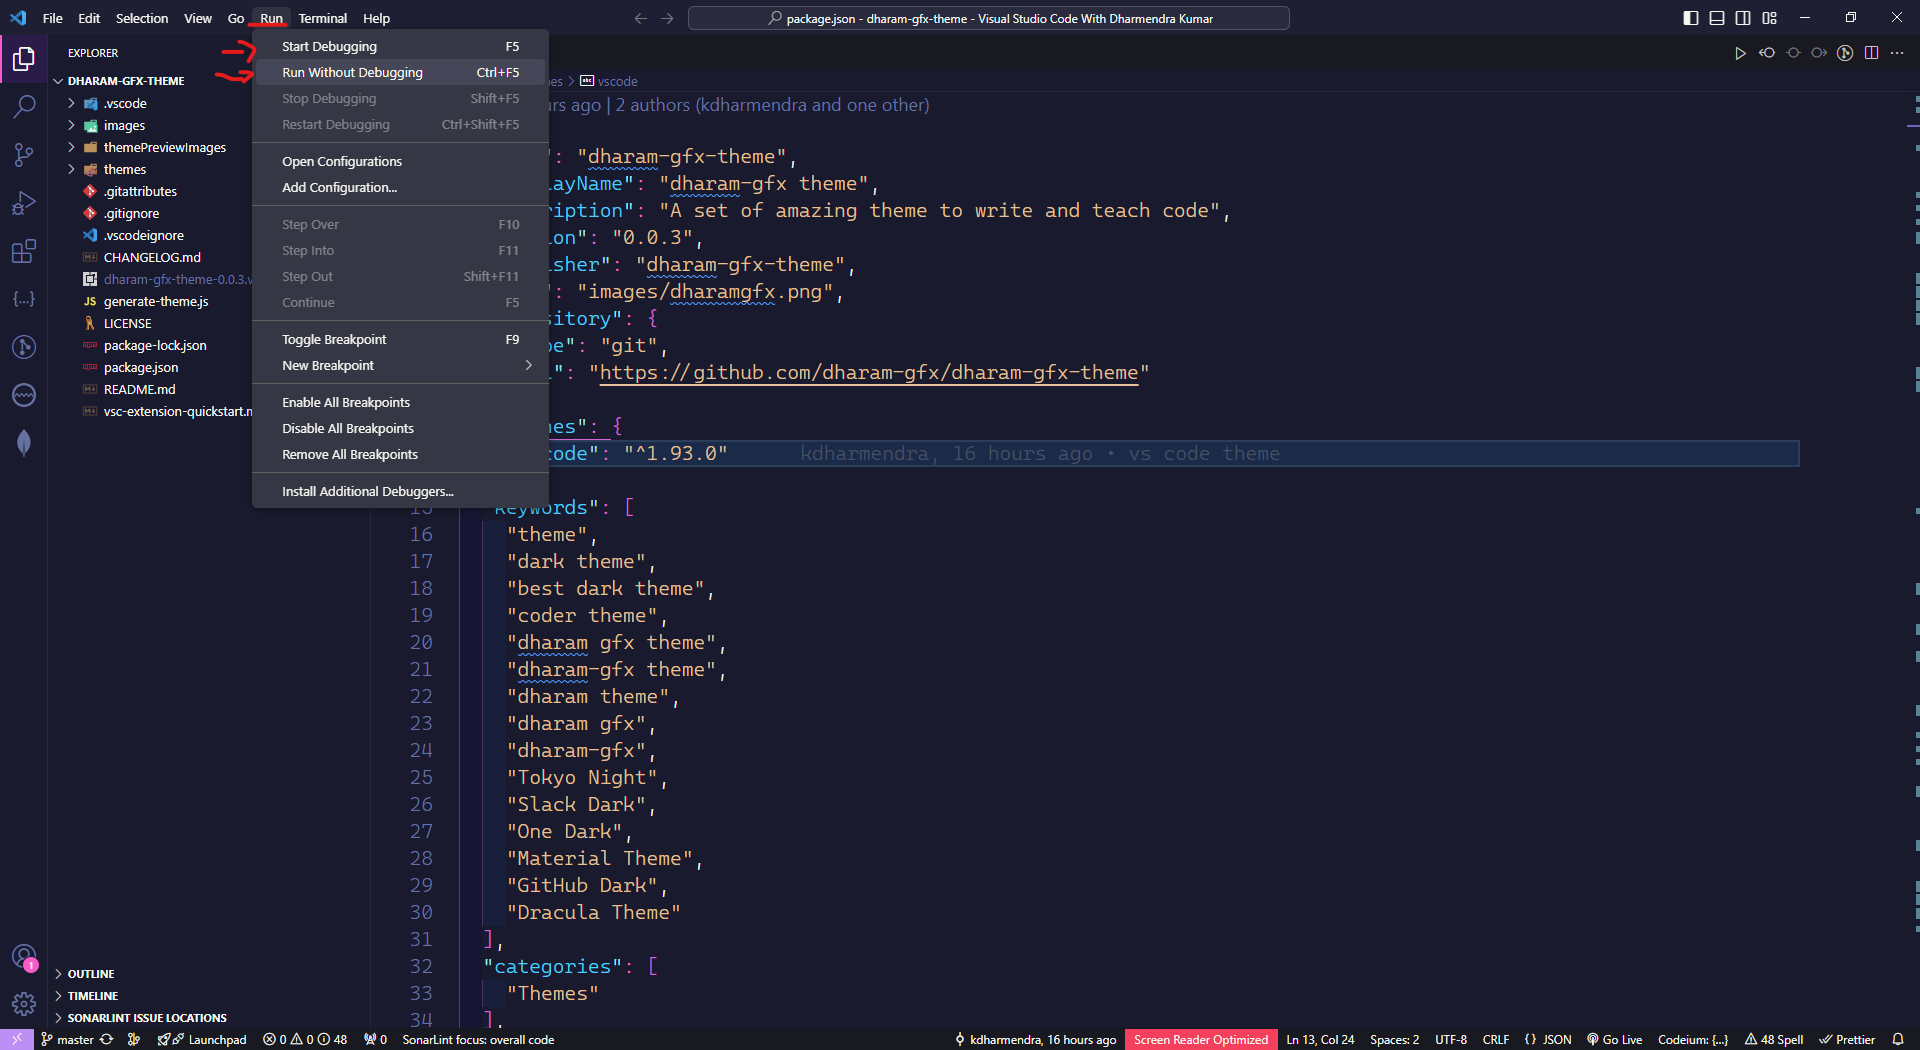 File Edit Selection View Go Run Terminal Help
package.json - dharam-gfx-theme - Visual Studio Code With Dharmendra Kumar
EXPLORER
DHARAM-GFX-THEME
.vscode
images
themePreviewImages
themes
.gitattributes
.gitignore
.vscodeignore
CHANGELOG.md
dharam-gfx-theme-0.0.3.v
generate-theme.js
LICENSE
package-lock.json
package.json
README.md
vsc-extension-quickstart.m
OUTLINE
TIMELINE
SONARLINT ISSUE LOCATIONS
Start Debugging F5
Run Without Debugging Ctrl+F5
Stop Debugging Shift+F5
Restart Debugging Ctrl+Shift+F5
Open Configurations
Add Configuration...
Step Over F10
Step Into F11
Step Out Shift+F11
Continue F5
Toggle Breakpoint F9
New Breakpoint
Enable All Breakpoints
Disable All Breakpoints
Remove All Breakpoints
Install Additional Debuggers...
es > vscode
urs ago | 2 authors (kdharmendra and one other)
": "dharam-gfx-theme",
layName": "dharam-gfx theme",
ription": "A set of amazing theme to write and teach code",
ion": "0.0.3",
isher": "dharam-gfx-theme",
": "images/dharamgfx.png",
sitory": {
pe": "git",
l": "https://github.com/dharam-gfx/dharam-gfx-theme"
nes": {
code": "^1.93.0" kdharmendra, 16 hours ago • vs code theme
15 "keywords": [
16 "theme",
17 "dark theme",
18 "best dark theme",
19 "coder theme",
20 "dharam gfx theme",
21 "dharam-gfx theme",
22 "dharam theme",
23 "dharam gfx",
24 "dharam-gfx",
25 "Tokyo Night",
26 "Slack Dark",
27 "One Dark",
28 "Material Theme",
29 "GitHub Dark",
30 "Dracula Theme"
31 ],
32 "categories": [
33 "Themes"
34 ],
1
master Launchpad 0 0 48 0 SonarLint focus: overall code kdharmendra, 16 hours ago Screen Reader Optimized Ln 13, Col 24 Spaces: 2 UTF-8 CRLF {} JSON Go Live Codeium: {...} 48 Spell Prettier